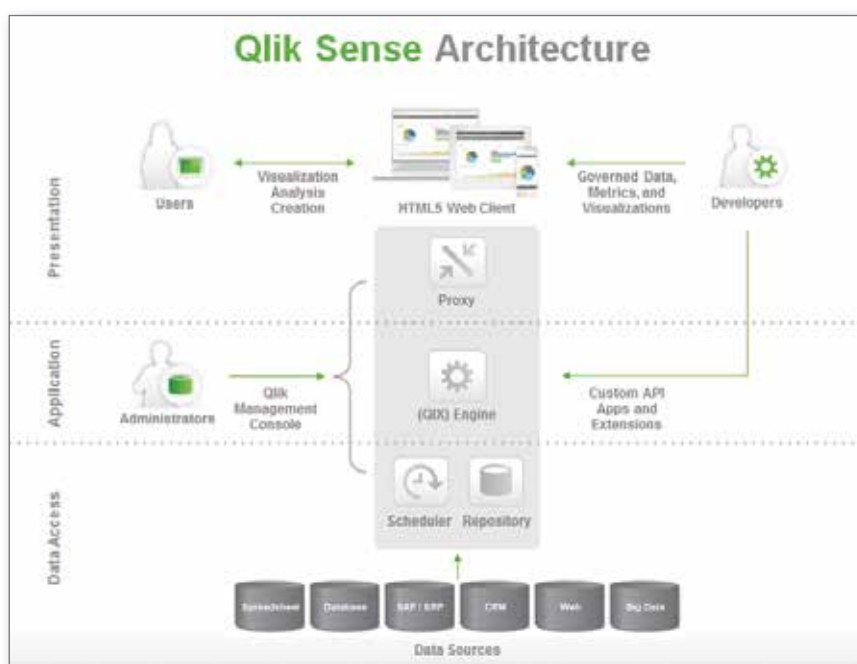 Qlik Sense Architecture
Presentation
Users
Visualization
Analysis
Creation
HTML5 Web Client
Governed Data,
Metrics, and
Visualizations
Developers
Proxy
Application
Administrators
Qlik
Management
Console
(QIX) Engine
Custom API
Apps and
Extensions
Data Access
Scheduler
Repository
Spreadsheet
Database
SAP / ERP
CRM
Web
Big Data
Data Sources